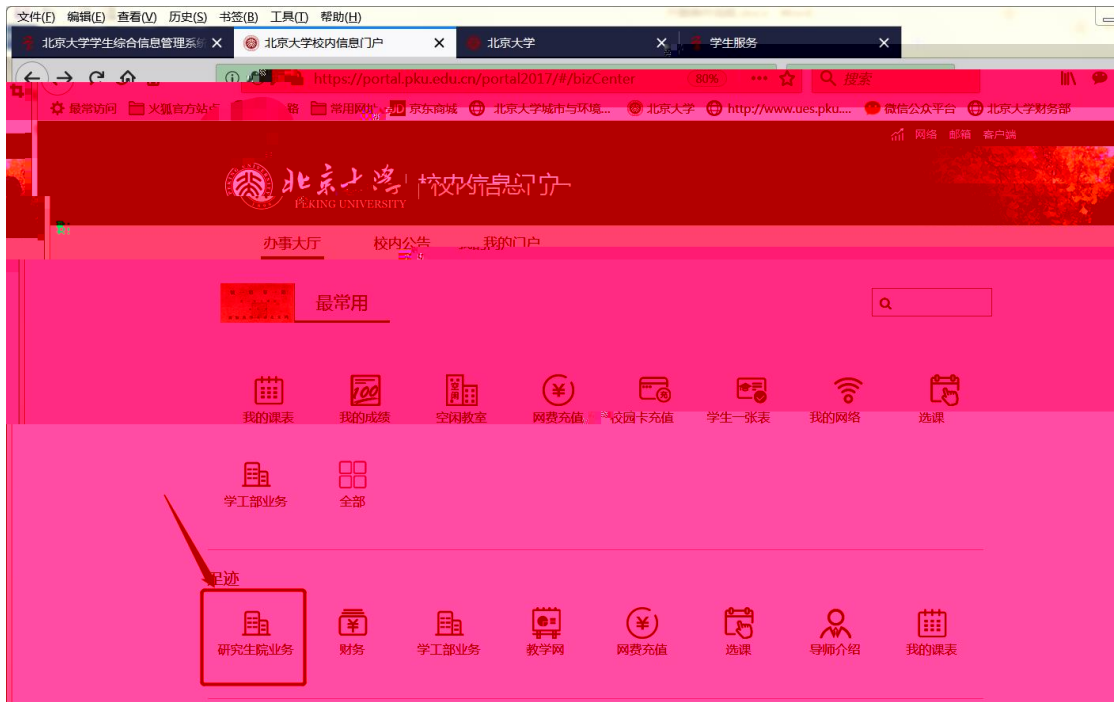 文件(F) 编辑(E) 查看(V) 历史(S) 书签(B) 工具(T) 帮助(H)
北京大学学生综合信息管理系统 北京大学校内信息门户 北京大学 学生服务
https://portal.pku.edu.cn/portal2017/#/bizCenter 80% 搜索
最常访问 火狐官方站点 常用网址 JD 京东商城 北京大学城市与环境... 北京大学 http://www.ues.pku.... 微信公众平台 北京大学财务部
网络 邮箱 客户端
北京大学 校内信息门户
PEKING UNIVERSITY
办事大厅 校内公告 我的门户
最常用
我的课表 我的成绩 空闲教室 网费充值 校园卡充值 学生一张表 我的网络 选课
学工部业务 全部
足迹
研究生院业务 财务 学工部业务 教学网 网费充值 选课 导师介绍 我的课表